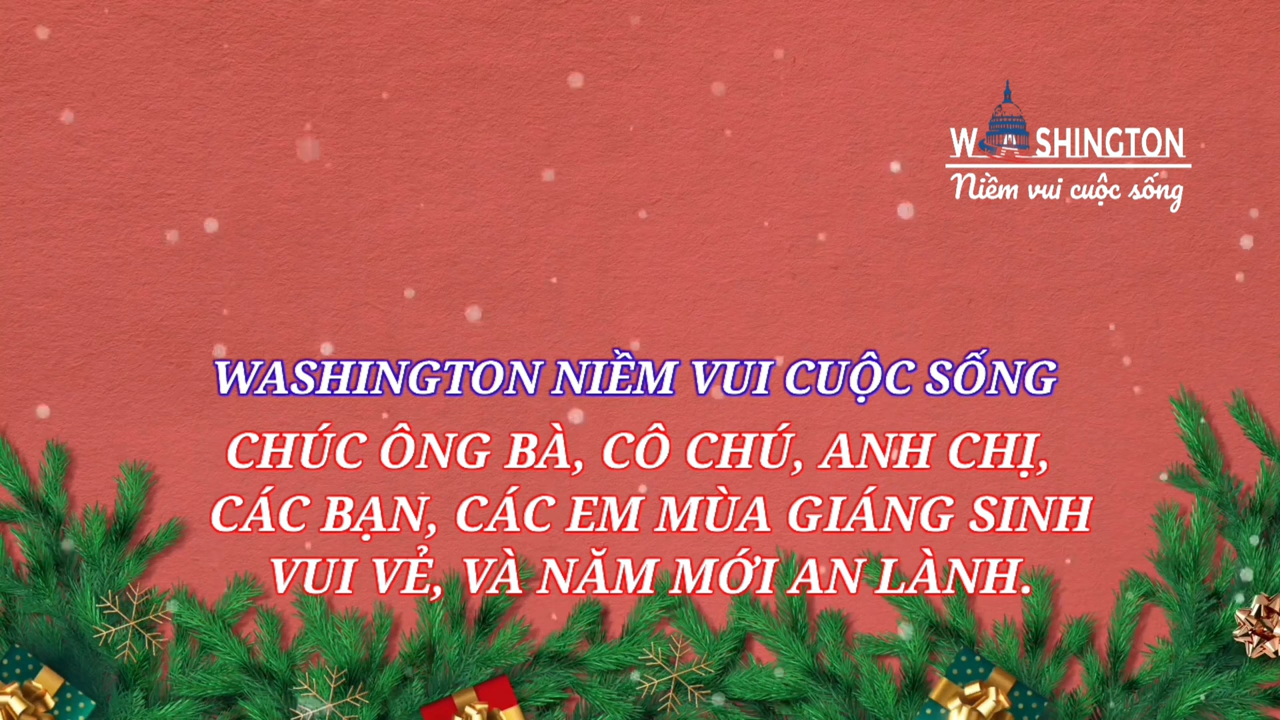 WASHINGTON
Niềm vui cuộc sống
WASHINGTON NIỀM VUI CUỘC SỐNG
CHÚC ÔNG BÀ, CÔ CHÚ, ANH CHỊ,
CÁC BẠN, CÁC EM MÙA GIÁNG SINH
VUI VẺ, VÀ NĂM MỚI AN LÀNH.